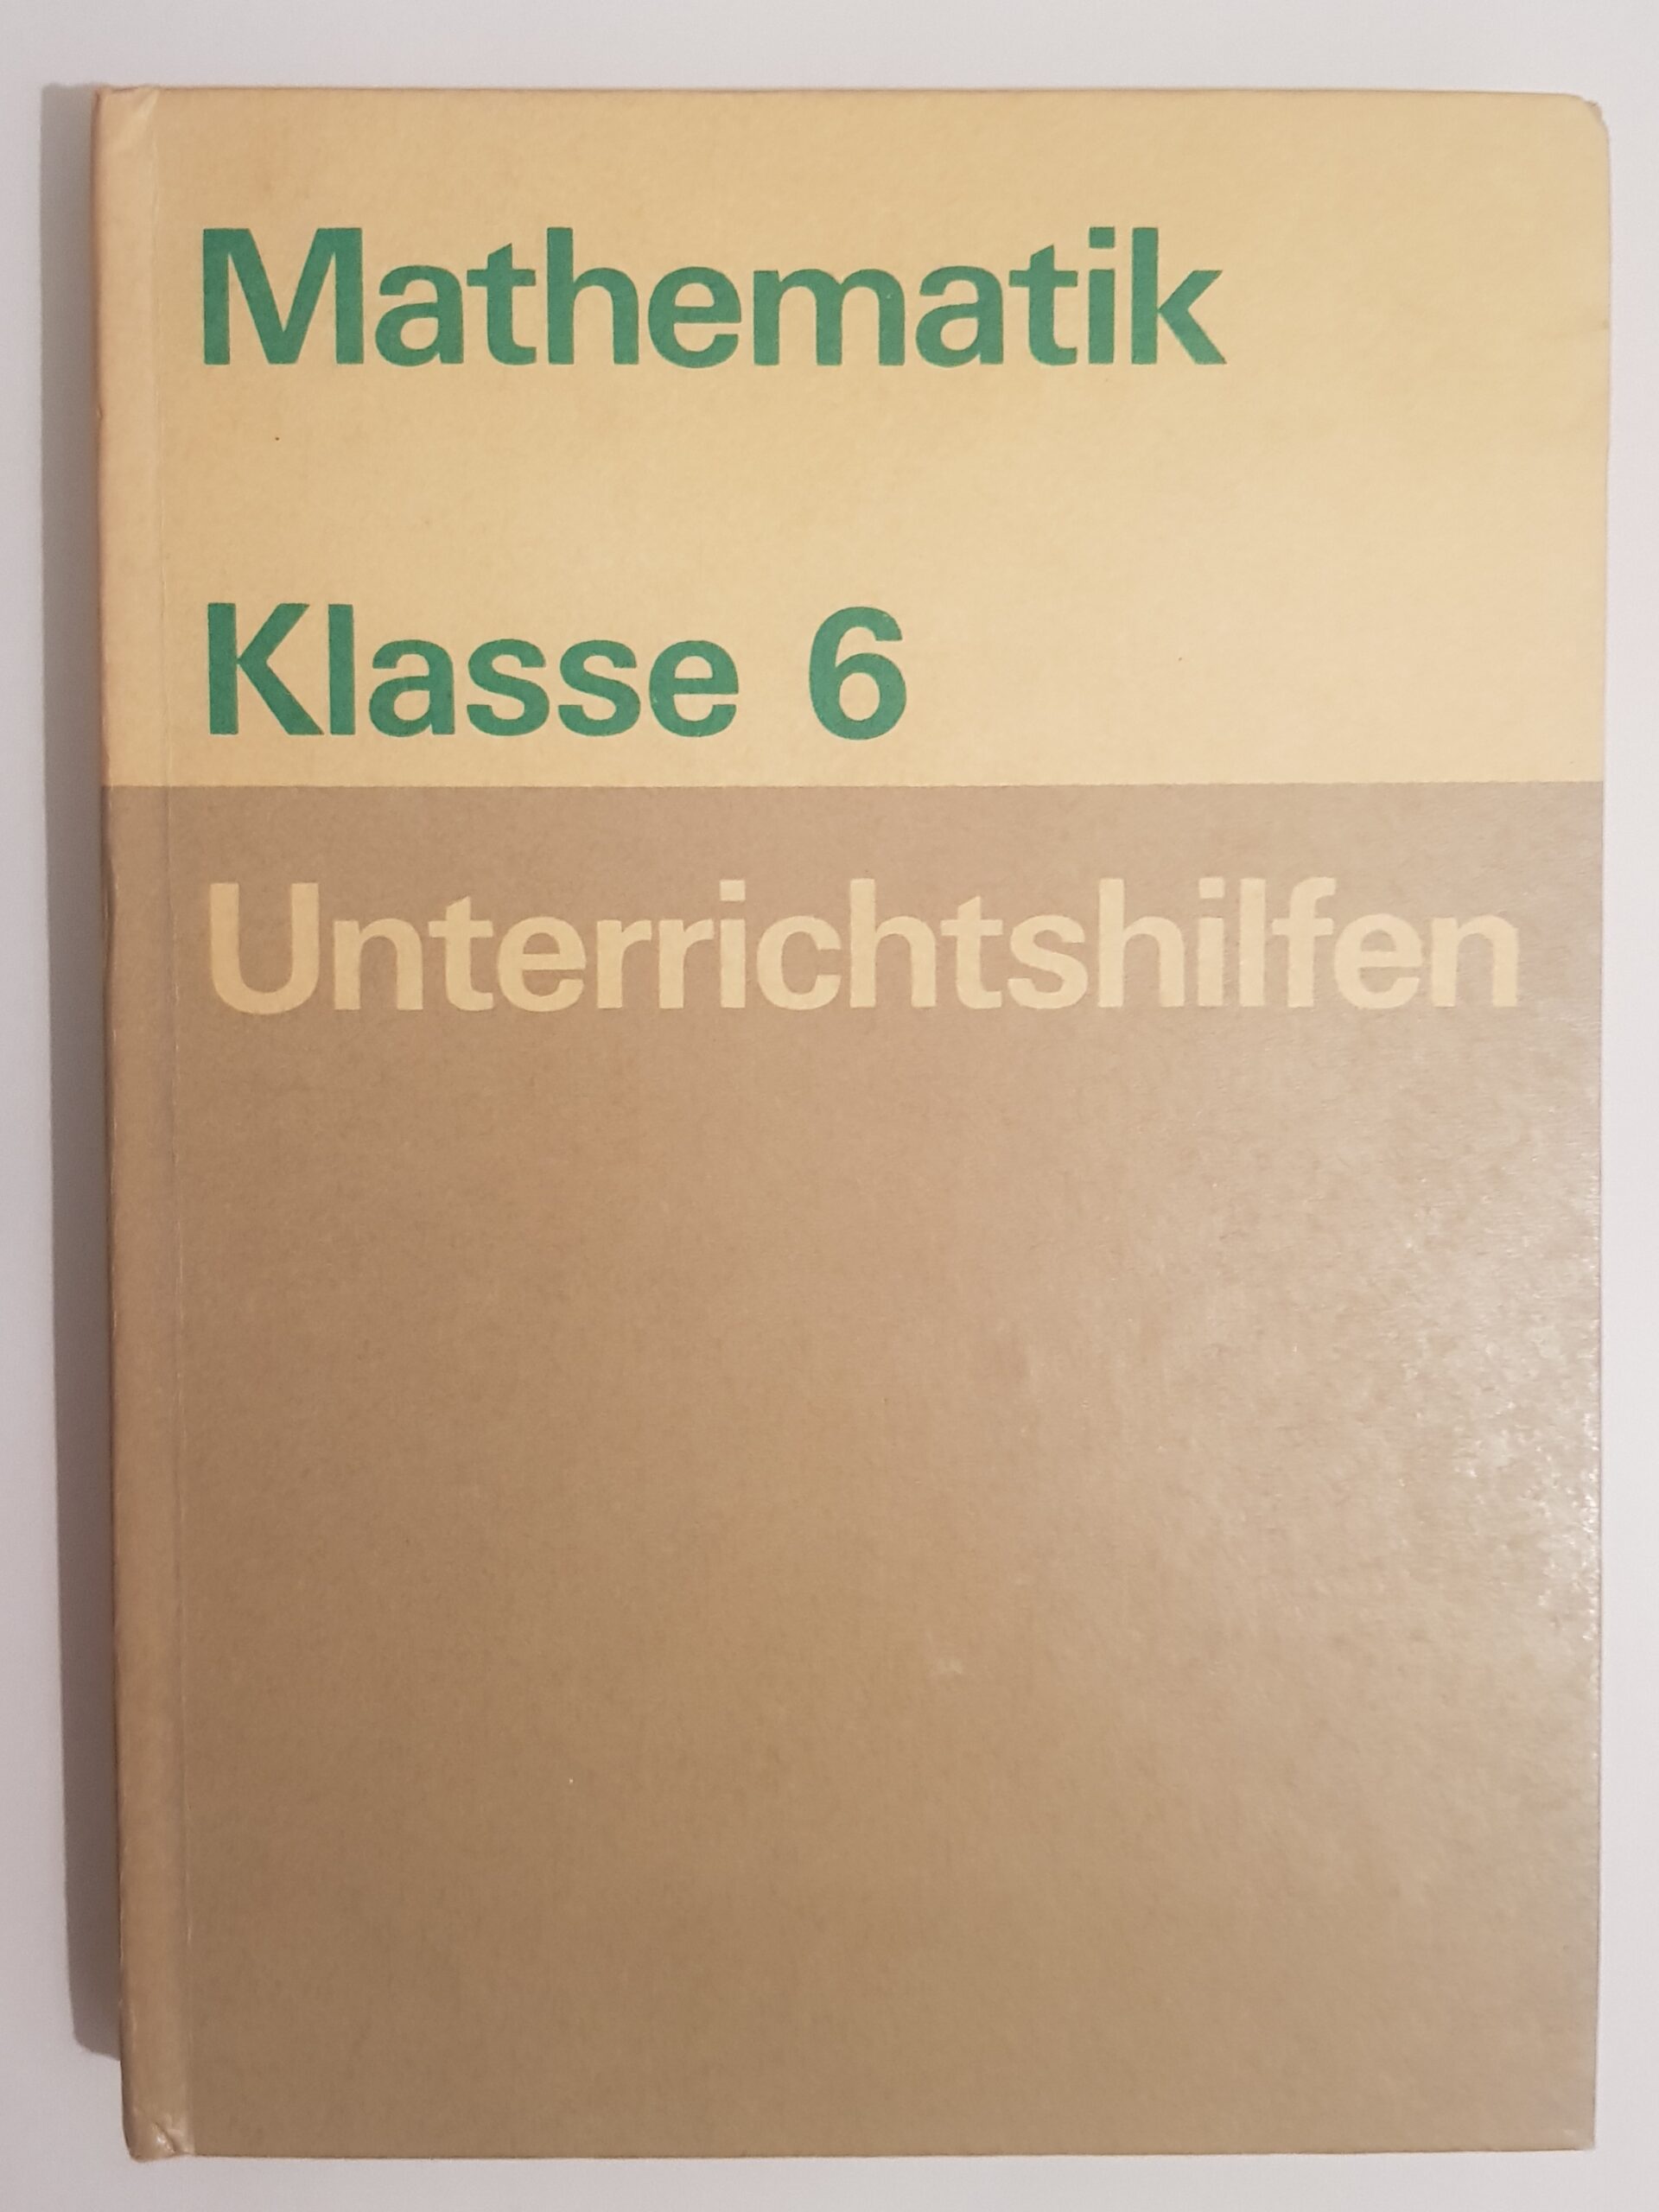 Mathematik
Klasse 6
Unterrichtshilfen